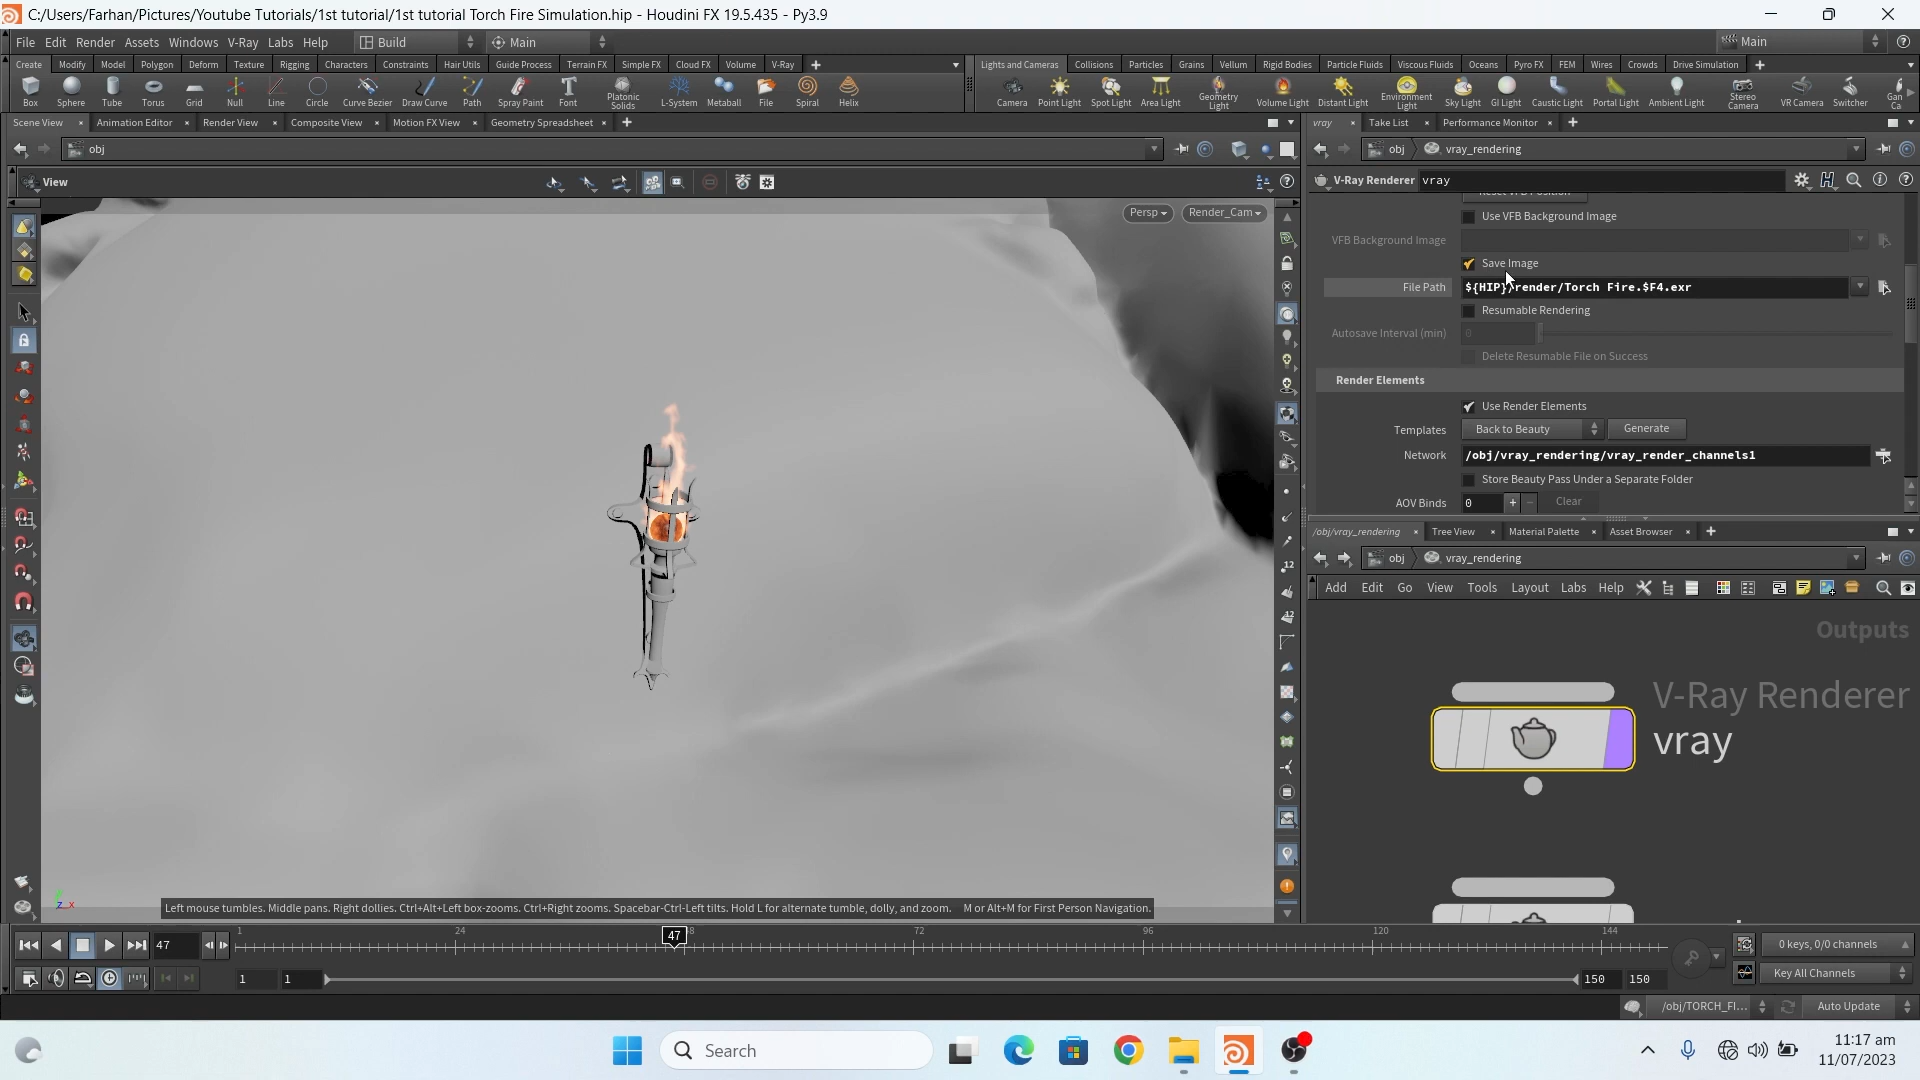 C:/Users/Farhan/Pictures/Youtube Tutorials/1st tutorial/1st tutorial Torch Fire Simulation.hip - Houdini FX 19.5.435 - Py3.9
File Edit Render Assets Windows V-Ray Labs Help Build Main Main
Create Modify Model Polygon Deform Texture Rigging Characters Constraints Hair Utils Guide Process Terrain FX Simple FX Cloud FX Volume V-Ray
Lights and Cameras Collisions Particles Grains Vellum Rigid Bodies Particle Fluids Viscous Fluids Oceans Pyro FX FEM Wires Crowds Drive Simulation
Box Sphere Tube Torus Grid Null Line Circle Curve Bezier Draw Curve Path Spray Paint Font Platonic Solids L-System Metaball File Spiral Helix
Camera Point Light Spot Light Area Light Geometry Light Volume Light Distant Light Environment Light Sky Light GI Light Caustic Light Portal Light Ambient Light Stereo Camera VR Camera Switcher Gan Ca
Scene View Animation Editor Render View Composite View Motion FX View Geometry Spreadsheet
vray Take List Performance Monitor
obj
obj vray_rendering
View
V-Ray Renderer vray
Persp Render_Cam
Use VFB Background Image
VFB Background Image
Save Image
File Path ${HIP}/render/Torch Fire.$F4.exr
Resumable Rendering
Autosave Interval (min) 0
Delete Resumable File on Success
Render Elements
Use Render Elements
Templates Back to Beauty Generate
Network /obj/vray_rendering/vray_render_channels1
Store Beauty Pass Under a Separate Folder
AOV Binds 0 + - Clear
/obj/vray_rendering Tree View Material Palette Asset Browser
obj vray_rendering
Add Edit Go View Tools Layout Labs Help
Outputs
V-Ray Renderer
vray
Left mouse tumbles. Middle pans. Right dollies. Ctrl+Alt+Left box-zooms. Ctrl+Right zooms. Spacebar-Ctrl-Left tilts. Hold L for alternate tumble, dolly, and zoom. M or Alt+M for First Person Navigation.
z x
47 1 24 47 72 96 120 144
0 keys, 0/0 channels
1 1 150 150 Key All Channels
/obj/TORCH_FI... Auto Update
Search
11:17 am
11/07/2023